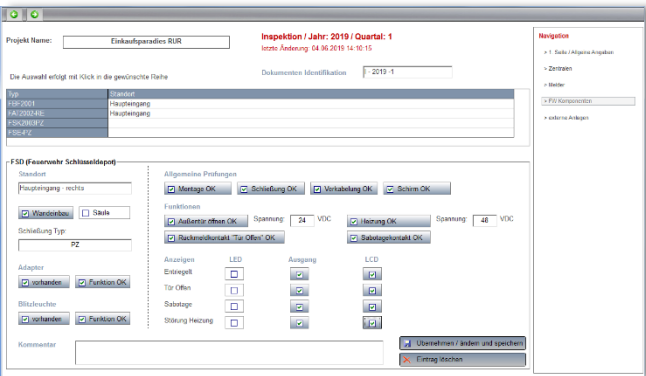 Projekt Name:
Einkaufsparadies RUR
Inspektion / Jahr: 2019 / Quartal: 1
letzte Änderung: 04.06.2019 14:10:15
Die Auswahl erfolgt mit Klick in die gewünschte Reihe
Dokumenten Identifikation
- 2019 -1
Typ Standort
FBF2001 Haupteingang
FAT2002-RE Haupteingang
Navigation
> 1. Seite / Allgeme Angaben
> Zentralen
> Melder
> FW Komponenten
> externe Anlagen
FSD (Feuerwehr Schlüsseldepot)
Standort
Haupteingang - rechts
Wandeinbau Säule
Schließung Typ:
PZ
Adapter
vorhanden Funktion OK
Blitzleuchte
vorhanden Funktion OK
Allgemeine Prüfungen
Montage OK Schließung OK Verkabelung OK Schirm OK
Funktionen
Außentür öffnen OK Spannung: 24 VDC Heizung OK Spannung: 48 VDC
Rückmeldkontakt "Tür Offen" OK Sabotagekontakt OK
Anzeigen LED Ausgang LCD
Entriegelt
Tür Offen
Sabotage
Störung Heizung
Kommentar
Übernehmen / ändern und speichern
Eintrag löschen